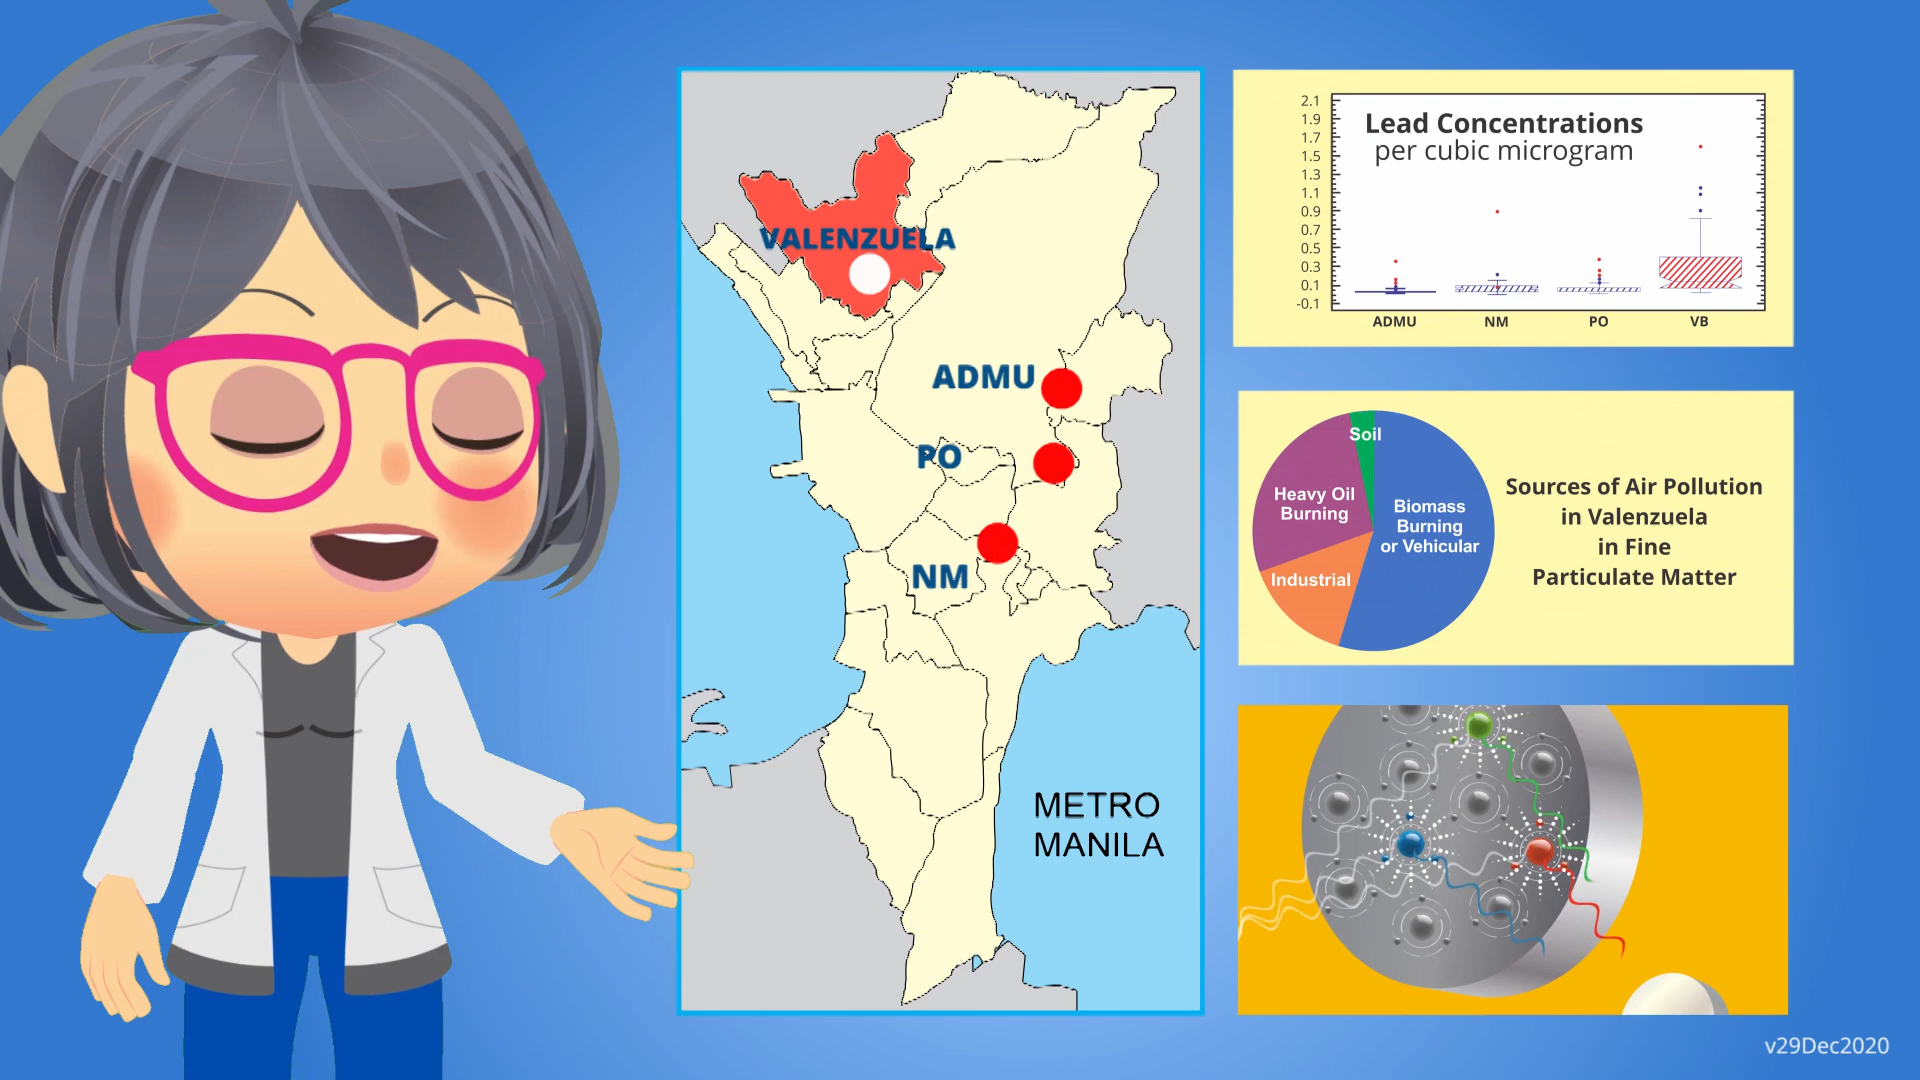 VALENZUELA
ADMU
PO
NM
METRO
MANILA
Lead Concentrations
per cubic microgram
2.1
1.9
1.7
1.5
1.3
1.1
0.9
0.7
0.5
0.3
0.1
-0.1
ADMU NM PO VB
Soil
Heavy Oil
Burning
Biomass
Burning
or Vehicular
Industrial
Sources of Air Pollution
in Valenzuela
in Fine
Particulate Matter
v29Dec2020